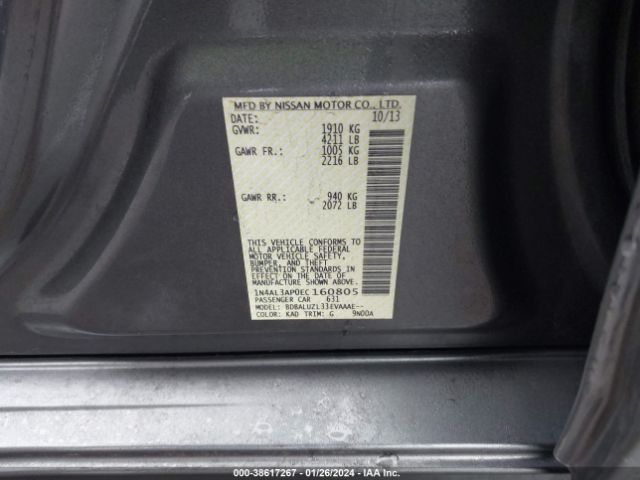 MFD BY NISSAN MOTOR CO., LTD.
DATE: 10/13
GVWR: 1910 KG
4211 LB
GAWR FR.: 1005 KG
2216 LB
GAWR RR.: 940 KG
2072 LB
THIS VEHICLE CONFORMS TO
ALL APPLICABLE FEDERAL
MOTOR VEHICLE SAFETY,
BUMPER, AND THEFT
PREVENTION STANDARDS IN
EFFECT ON THE DATE OF
MANUFACTURE SHOWN ABOVE.
1N4AL3AP0EC160805
PASSENGER CAR 631
MODEL: BDBALUZL33EVAAAE--
COLOR: KAD TRIM: G 9N00A
000-38617267 - 01/26/2024 - IAA Inc.